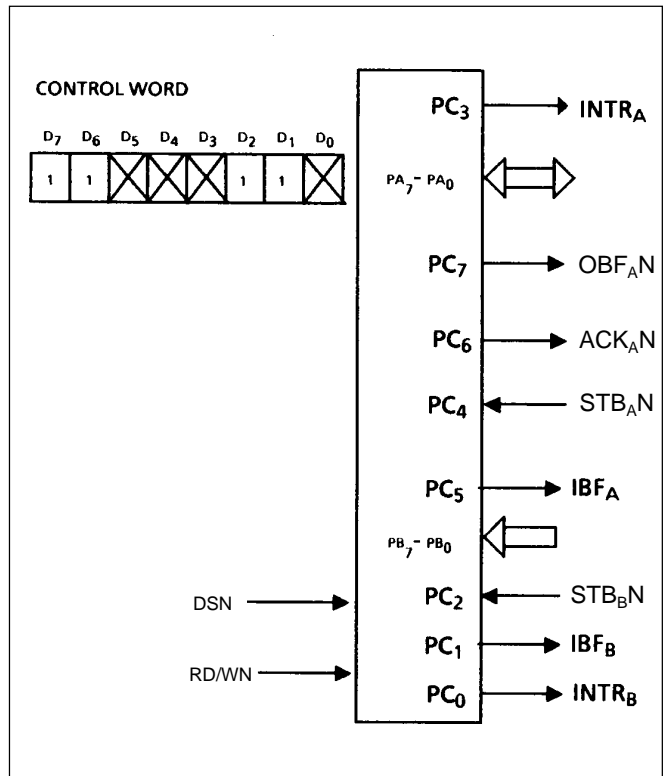 CONTROL WORD
D7 D6 D5 D4 D3 D2 D1 D0
1 1 1 1
PC3 INTRA
PA7 - PA0
PC7 OBFAN
PC6 ACKAN
PC4 STBAN
PC5 IBFA
PB7 - PB0
DSN
PC2 STBBN
PC1 IBFB
RD/WN
PC0 INTRB